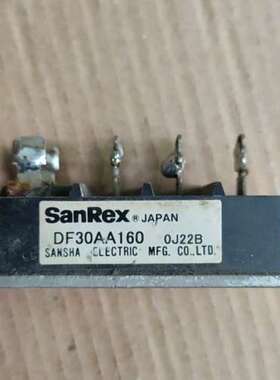 SanRex ® JAPAN
DF30AA160 0J22B
SANSHA ELECTRIC MFG. CO.,LTD.